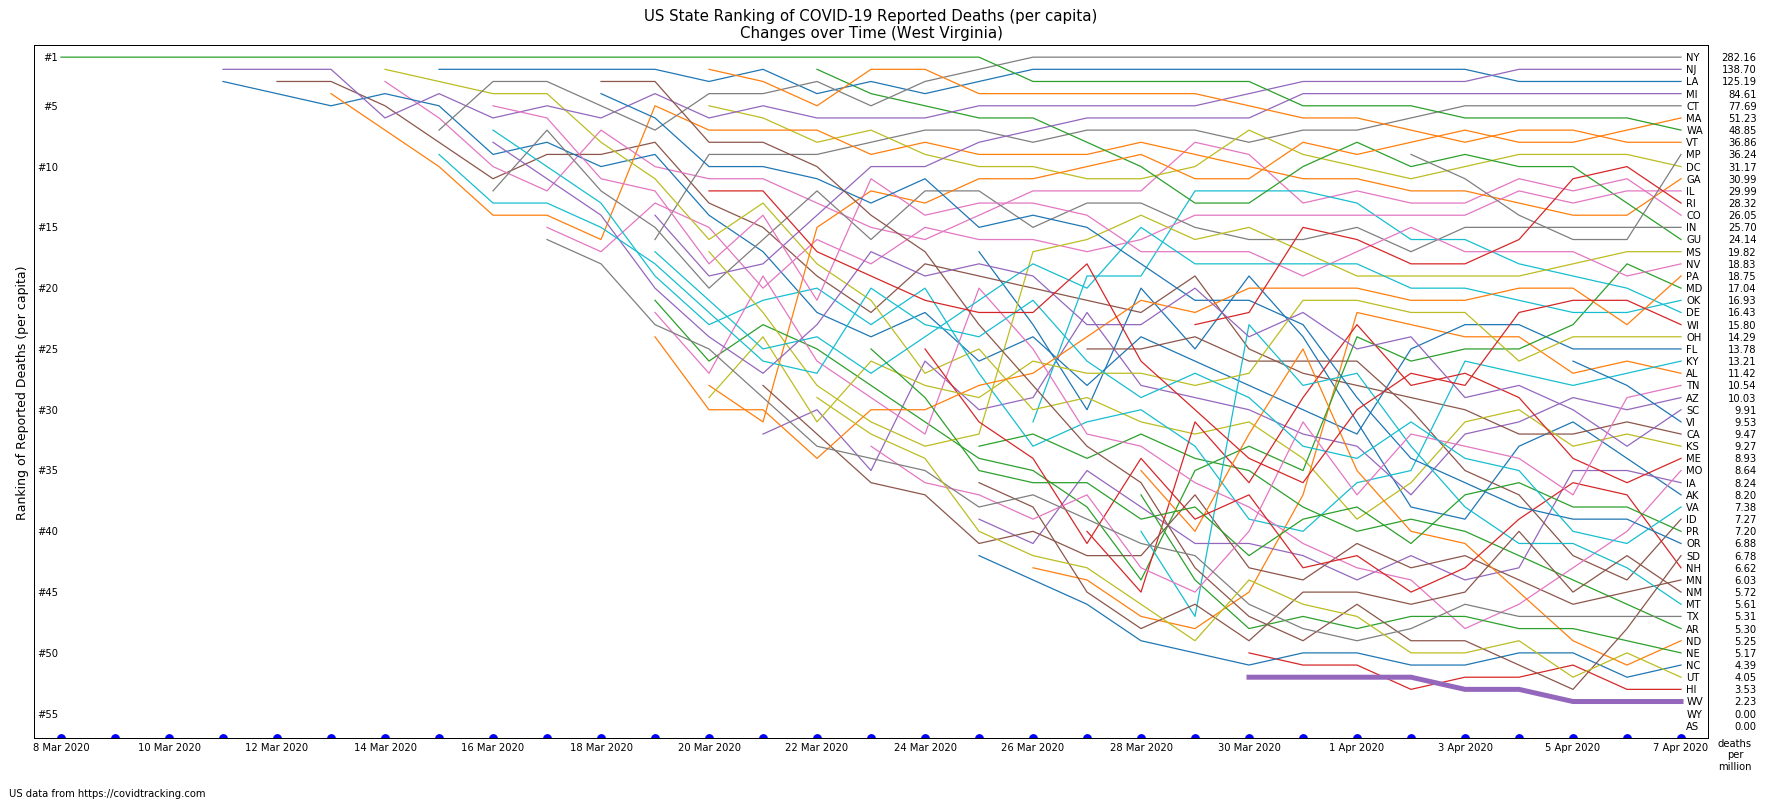 US State Ranking of COVID-19 Reported Deaths (per capita)
Changes over Time (West Virginia)
Ranking of Reported Deaths (per capita)
#1
#5
#10
#15
#20
#25
#30
#35
#40
#45
#50
#55
NY 282.16
NJ 138.70
LA 125.19
MI 84.61
CT 77.69
MA 51.23
WA 48.85
VT 36.86
MP 36.24
DC 31.17
GA 30.99
IL 29.99
RI 28.32
CO 26.05
IN 25.70
GU 24.14
MS 19.82
NV 18.83
PA 18.75
MD 17.04
OK 16.93
DE 16.43
WI 15.80
OH 14.29
FL 13.78
KY 13.21
AL 11.42
TN 10.54
AZ 10.03
SC 9.91
VI 9.53
CA 9.47
KS 9.27
ME 8.93
MO 8.64
IA 8.24
AK 8.20
VA 7.38
ID 7.27
PR 7.20
OR 6.88
SD 6.78
NH 6.62
MN 6.03
NM 5.72
MT 5.61
TX 5.31
AR 5.30
ND 5.25
NE 5.17
NC 4.39
UT 4.05
HI 3.53
WV 2.23
WY 0.00
AS 0.00
8 Mar 2020 10 Mar 2020 12 Mar 2020 14 Mar 2020 16 Mar 2020 18 Mar 2020 20 Mar 2020 22 Mar 2020 24 Mar 2020 26 Mar 2020 28 Mar 2020 30 Mar 2020 1 Apr 2020 3 Apr 2020 5 Apr 2020 7 Apr 2020
deaths
per
million
US data from https://covidtracking.com